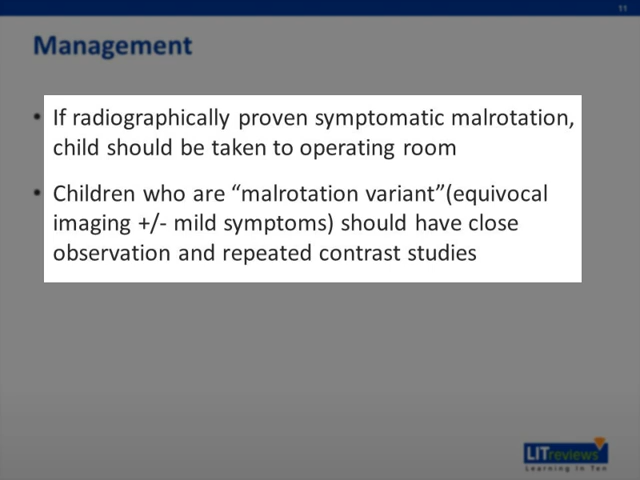 11
Management
• If radiographically proven symptomatic malrotation,
child should be taken to operating room
• Children who are “malrotation variant”(equivocal
imaging +/- mild symptoms) should have close
observation and repeated contrast studies
LITreviews
Learning In Ten